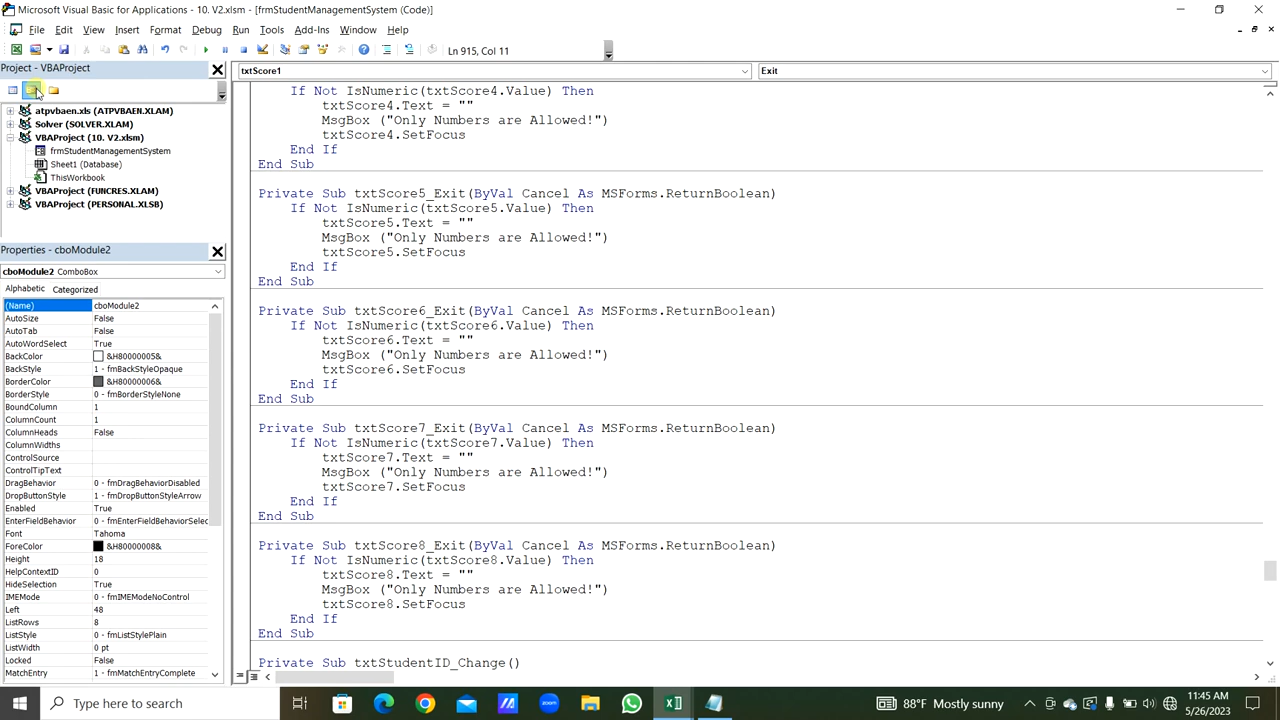 Microsoft Visual Basic for Applications - 10. V2.xlsm - [frmStudentManagementSystem (Code)]
File Edit View Insert Format Debug Run Tools Add-Ins Window Help
Ln 915, Col 11
Project - VBAProject
txtScore1
Exit
atpvbaen.xls (ATPVBAEN.XLAM)
Solver (SOLVER.XLAM)
VBAProject (10. V2.xlsm)
frmStudentManagementSystem
Sheet1 (Database)
ThisWorkbook
VBAProject (FUNCRES.XLAM)
VBAProject (PERSONAL.XLSB)
Properties - cboModule2
cboModule2 ComboBox
Alphabetic Categorized
(Name) cboModule2
AutoSize False
AutoTab False
AutoWordSelect True
BackColor &H80000005&
BackStyle 1 - fmBackStyleOpaque
BorderColor &H80000006&
BorderStyle 0 - fmBorderStyleNone
BoundColumn 1
ColumnCount 1
ColumnHeads False
ColumnWidths
ControlSource
ControlTipText
DragBehavior 0 - fmDragBehaviorDisabled
DropButtonStyle 1 - fmDropButtonStyleArrow
Enabled True
EnterFieldBehavior 0 - fmEnterFieldBehaviorSelec
Font Tahoma
ForeColor &H80000008&
Height 18
HelpContextID 0
HideSelection True
IMEMode 0 - fmIMEModeNoControl
Left 48
ListRows 8
ListStyle 0 - fmListStylePlain
ListWidth 0 pt
Locked False
MatchEntry 1 - fmMatchEntryComplete
If Not IsNumeric(txtScore4.Value) Then
txtScore4.Text = ""
MsgBox ("Only Numbers are Allowed!")
txtScore4.SetFocus
End If
End Sub
Private Sub txtScore5_Exit(ByVal Cancel As MSForms.ReturnBoolean)
If Not IsNumeric(txtScore5.Value) Then
txtScore5.Text = ""
MsgBox ("Only Numbers are Allowed!")
txtScore5.SetFocus
End If
End Sub
Private Sub txtScore6_Exit(ByVal Cancel As MSForms.ReturnBoolean)
If Not IsNumeric(txtScore6.Value) Then
txtScore6.Text = ""
MsgBox ("Only Numbers are Allowed!")
txtScore6.SetFocus
End If
End Sub
Private Sub txtScore7_Exit(ByVal Cancel As MSForms.ReturnBoolean)
If Not IsNumeric(txtScore7.Value) Then
txtScore7.Text = ""
MsgBox ("Only Numbers are Allowed!")
txtScore7.SetFocus
End If
End Sub
Private Sub txtScore8_Exit(ByVal Cancel As MSForms.ReturnBoolean)
If Not IsNumeric(txtScore8.Value) Then
txtScore8.Text = ""
MsgBox ("Only Numbers are Allowed!")
txtScore8.SetFocus
End If
End Sub
Private Sub txtStudentID_Change()
Type here to search
zoom
88°F Mostly sunny
11:45 AM
5/26/2023